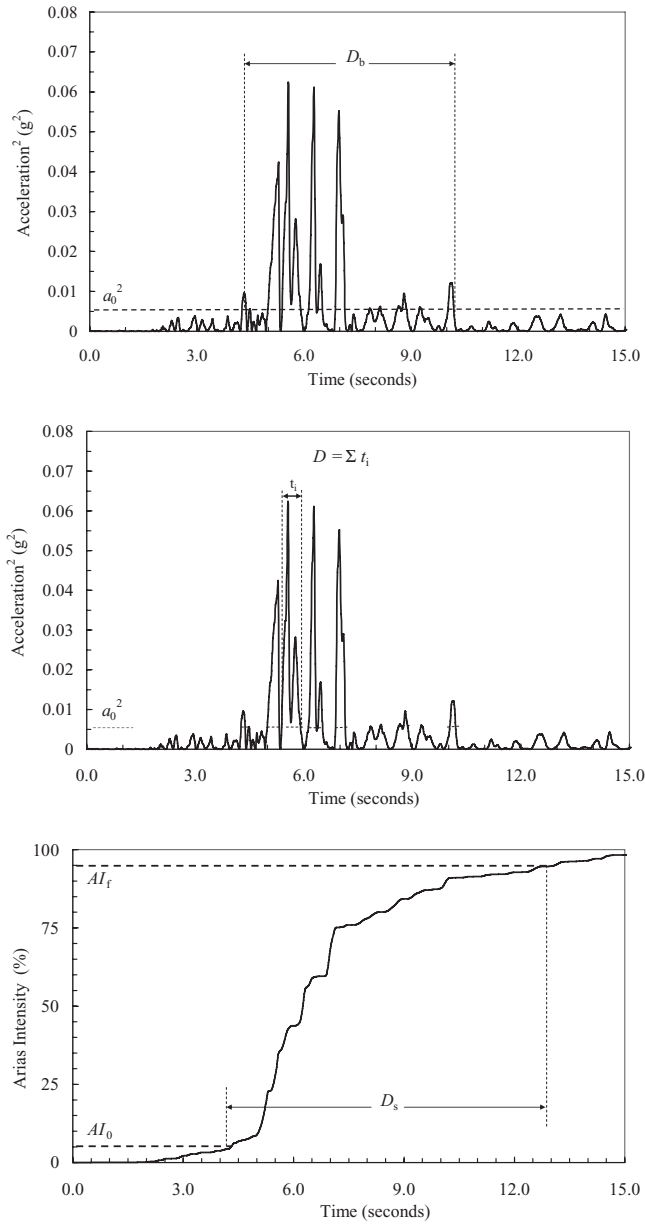 0.08
0.07
0.06
0.05
0.04
0.03
0.02
0.01
0
Acceleration² (g²)
D_b
a₀²
0.0 3.0 6.0 9.0 12.0 15.0
Time (seconds)
0.08
0.07
0.06
0.05
0.04
0.03
0.02
0.01
0
Acceleration² (g²)
D = Σ t_i
t_i
a₀²
0.0 3.0 6.0 9.0 12.0 15.0
Time (seconds)
100
75
50
25
0
Arias Intensity (%)
AI_f
D_s
AI₀
0.0 3.0 6.0 9.0 12.0 15.0
Time (seconds)